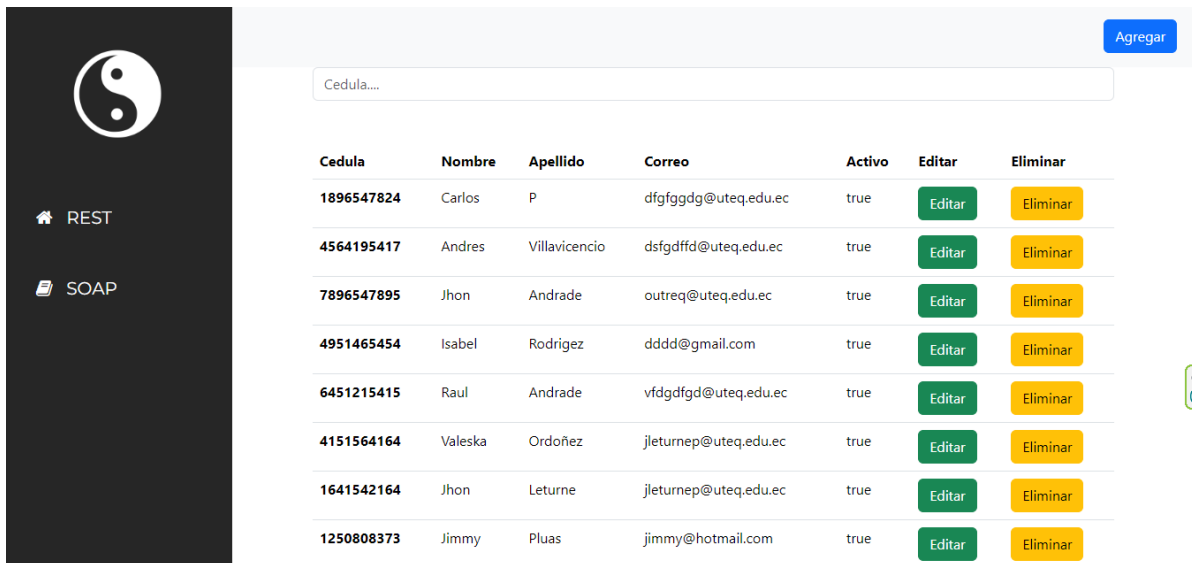 Agregar
Cedula....
REST
SOAP
Cedula Nombre Apellido Correo Activo Editar Eliminar
1896547824 Carlos P dfgfggdg@uteq.edu.ec true Editar Eliminar
4564195417 Andres Villavicencio dsfgdffd@uteq.edu.ec true Editar Eliminar
7896547895 Jhon Andrade outreq@uteq.edu.ec true Editar Eliminar
4951465454 Isabel Rodrigez dddd@gmail.com true Editar Eliminar
6451215415 Raul Andrade vfdgdfgd@uteq.edu.ec true Editar Eliminar
4151564164 Valeska Ordoñez jleturnep@uteq.edu.ec true Editar Eliminar
1641542164 Jhon Leturne jleturnep@uteq.edu.ec true Editar Eliminar
1250808373 Jimmy Pluas jimmy@hotmail.com true Editar Eliminar